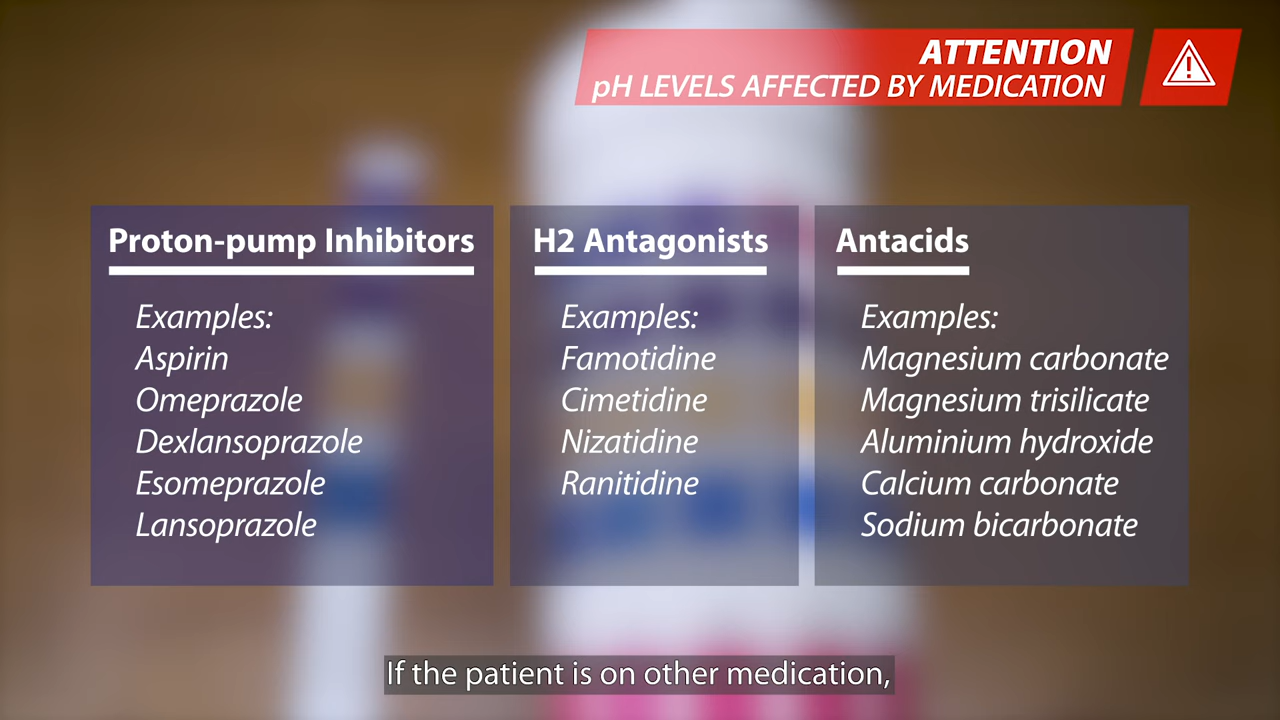 ATTENTION
pH LEVELS AFFECTED BY MEDICATION
Proton-pump Inhibitors
Examples:
Aspirin
Omeprazole
Dexlansoprazole
Esomeprazole
Lansoprazole
H2 Antagonists
Examples:
Famotidine
Cimetidine
Nizatidine
Ranitidine
Antacids
Examples:
Magnesium carbonate
Magnesium trisilicate
Aluminium hydroxide
Calcium carbonate
Sodium bicarbonate
If the patient is on other medication,